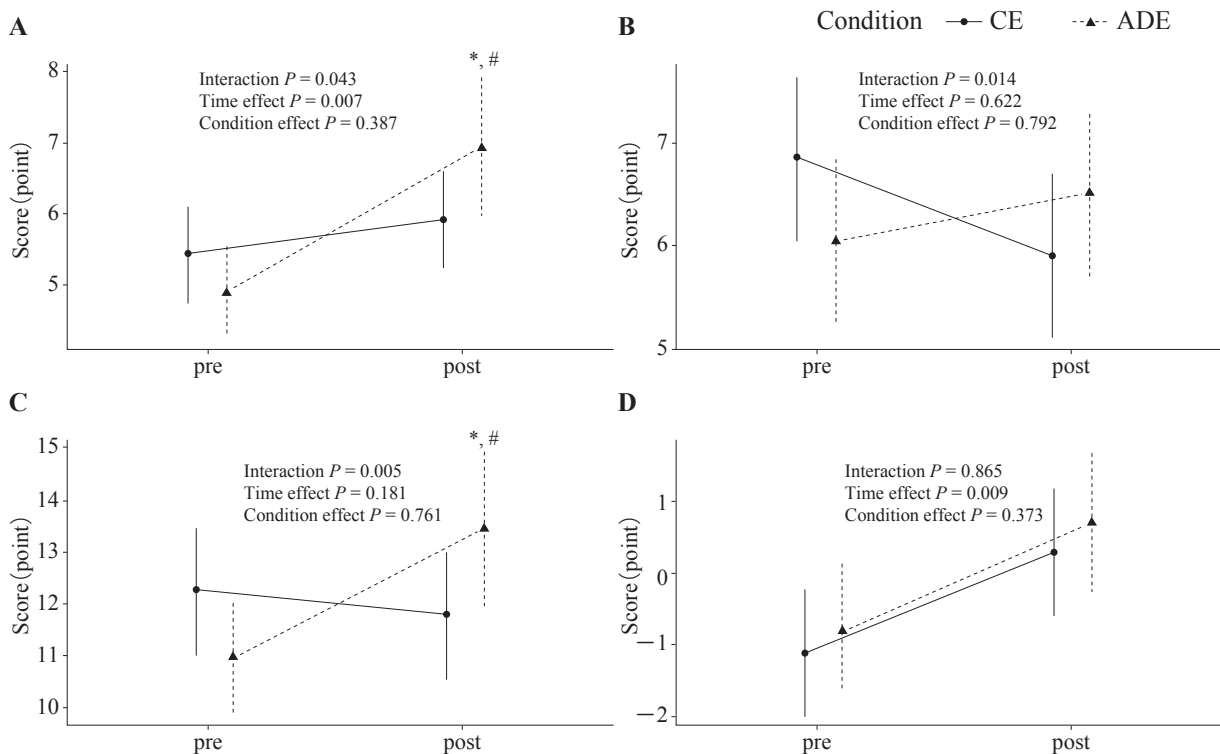 Condition CE ADE
A
*, #
Interaction P = 0.043
Time effect P = 0.007
Condition effect P = 0.387
Score (point)
8
7
6
5
pre post
B
Interaction P = 0.014
Time effect P = 0.622
Condition effect P = 0.792
Score (point)
7
6
5
pre post
C
*, #
Interaction P = 0.005
Time effect P = 0.181
Condition effect P = 0.761
Score (point)
15
14
13
12
11
10
pre post
D
Interaction P = 0.865
Time effect P = 0.009
Condition effect P = 0.373
Score (point)
1
0
−1
−2
pre post